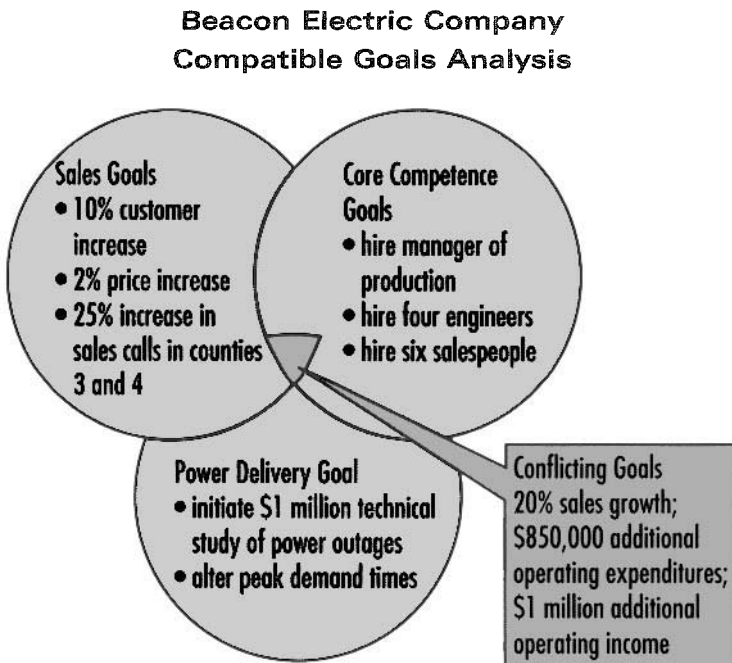 Beacon Electric Company
Compatible Goals Analysis
Sales Goals
• 10% customer
increase
• 2% price increase
• 25% increase in
sales calls in counties
3 and 4
Core Competence
Goals
• hire manager of
production
• hire four engineers
• hire six salespeople
Power Delivery Goal
• initiate $1 million technical
study of power outages
• alter peak demand times
Conflicting Goals
20% sales growth;
$850,000 additional
operating expenditures;
$1 million additional
operating income